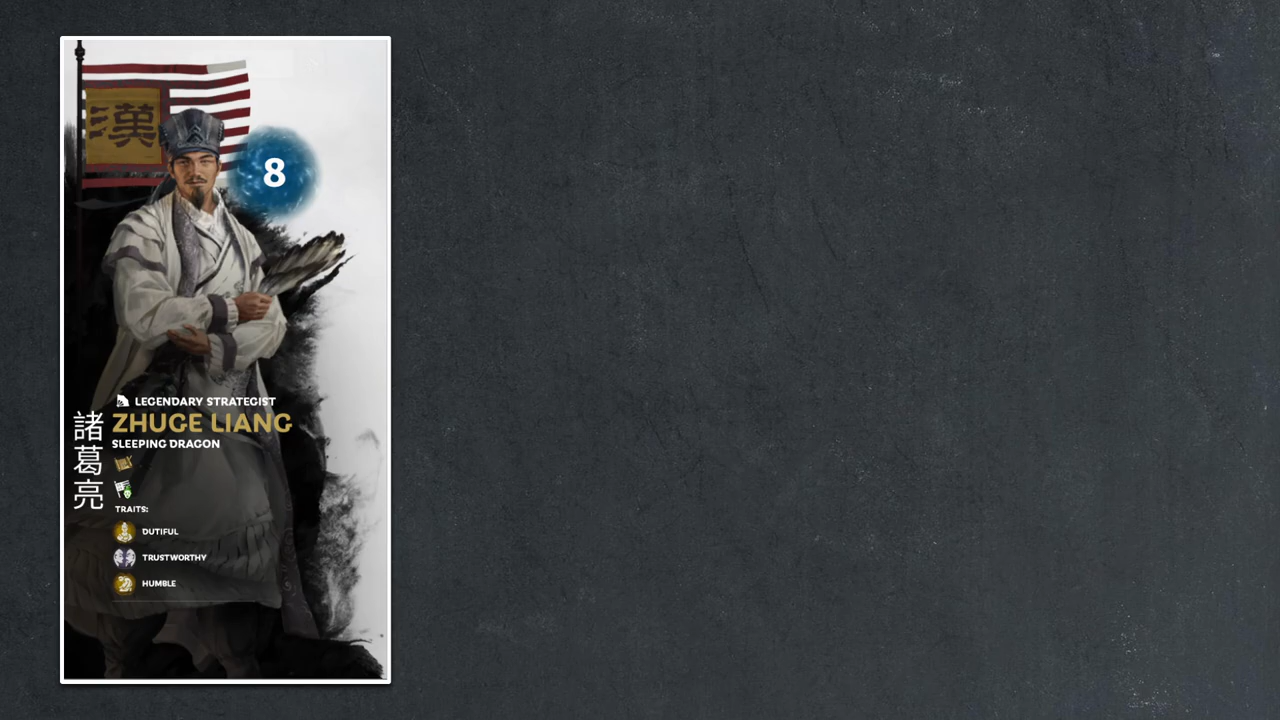 漢
8
LEGENDARY STRATEGIST
ZHUGE LIANG
SLEEPING DRAGON
諸葛亮
TRAITS:
DUTIFUL
TRUSTWORTHY
HUMBLE